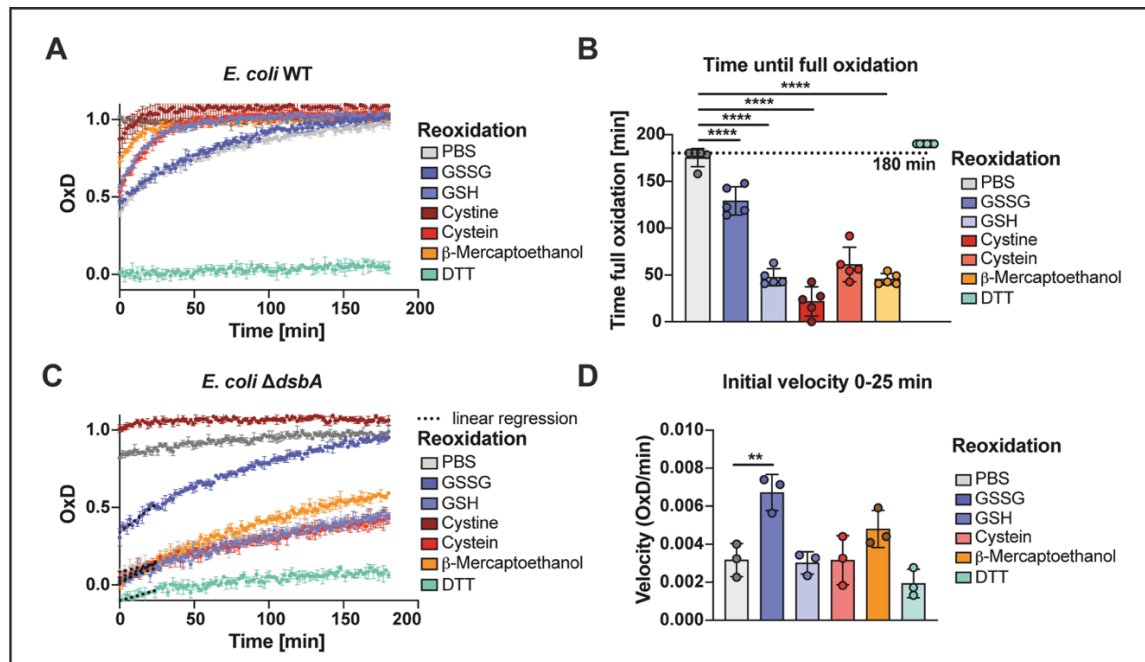 A
E. coli WT
OxD
1.0
0.5
0.0
0
50
100
150
200
Time [min]
Reoxidation
PBS
GSSG
GSH
Cystine
Cystein
β-Mercaptoethanol
DTT
B
Time until full oxidation
****
****
****
****
Time full oxidation [min]
200
150
100
50
0
180 min
Reoxidation
PBS
GSSG
GSH
Cystine
Cystein
β-Mercaptoethanol
DTT
C
E. coli ΔdsbA
OxD
1.0
0.5
0.0
0
50
100
150
200
Time [min]
linear regression
Reoxidation
PBS
GSSG
GSH
Cystine
Cystein
β-Mercaptoethanol
DTT
D
Initial velocity 0-25 min
**
Velocity (OxD/min)
0.010
0.008
0.006
0.004
0.002
0.000
Reoxidation
PBS
GSSG
GSH
Cystein
β-Mercaptoethanol
DTT